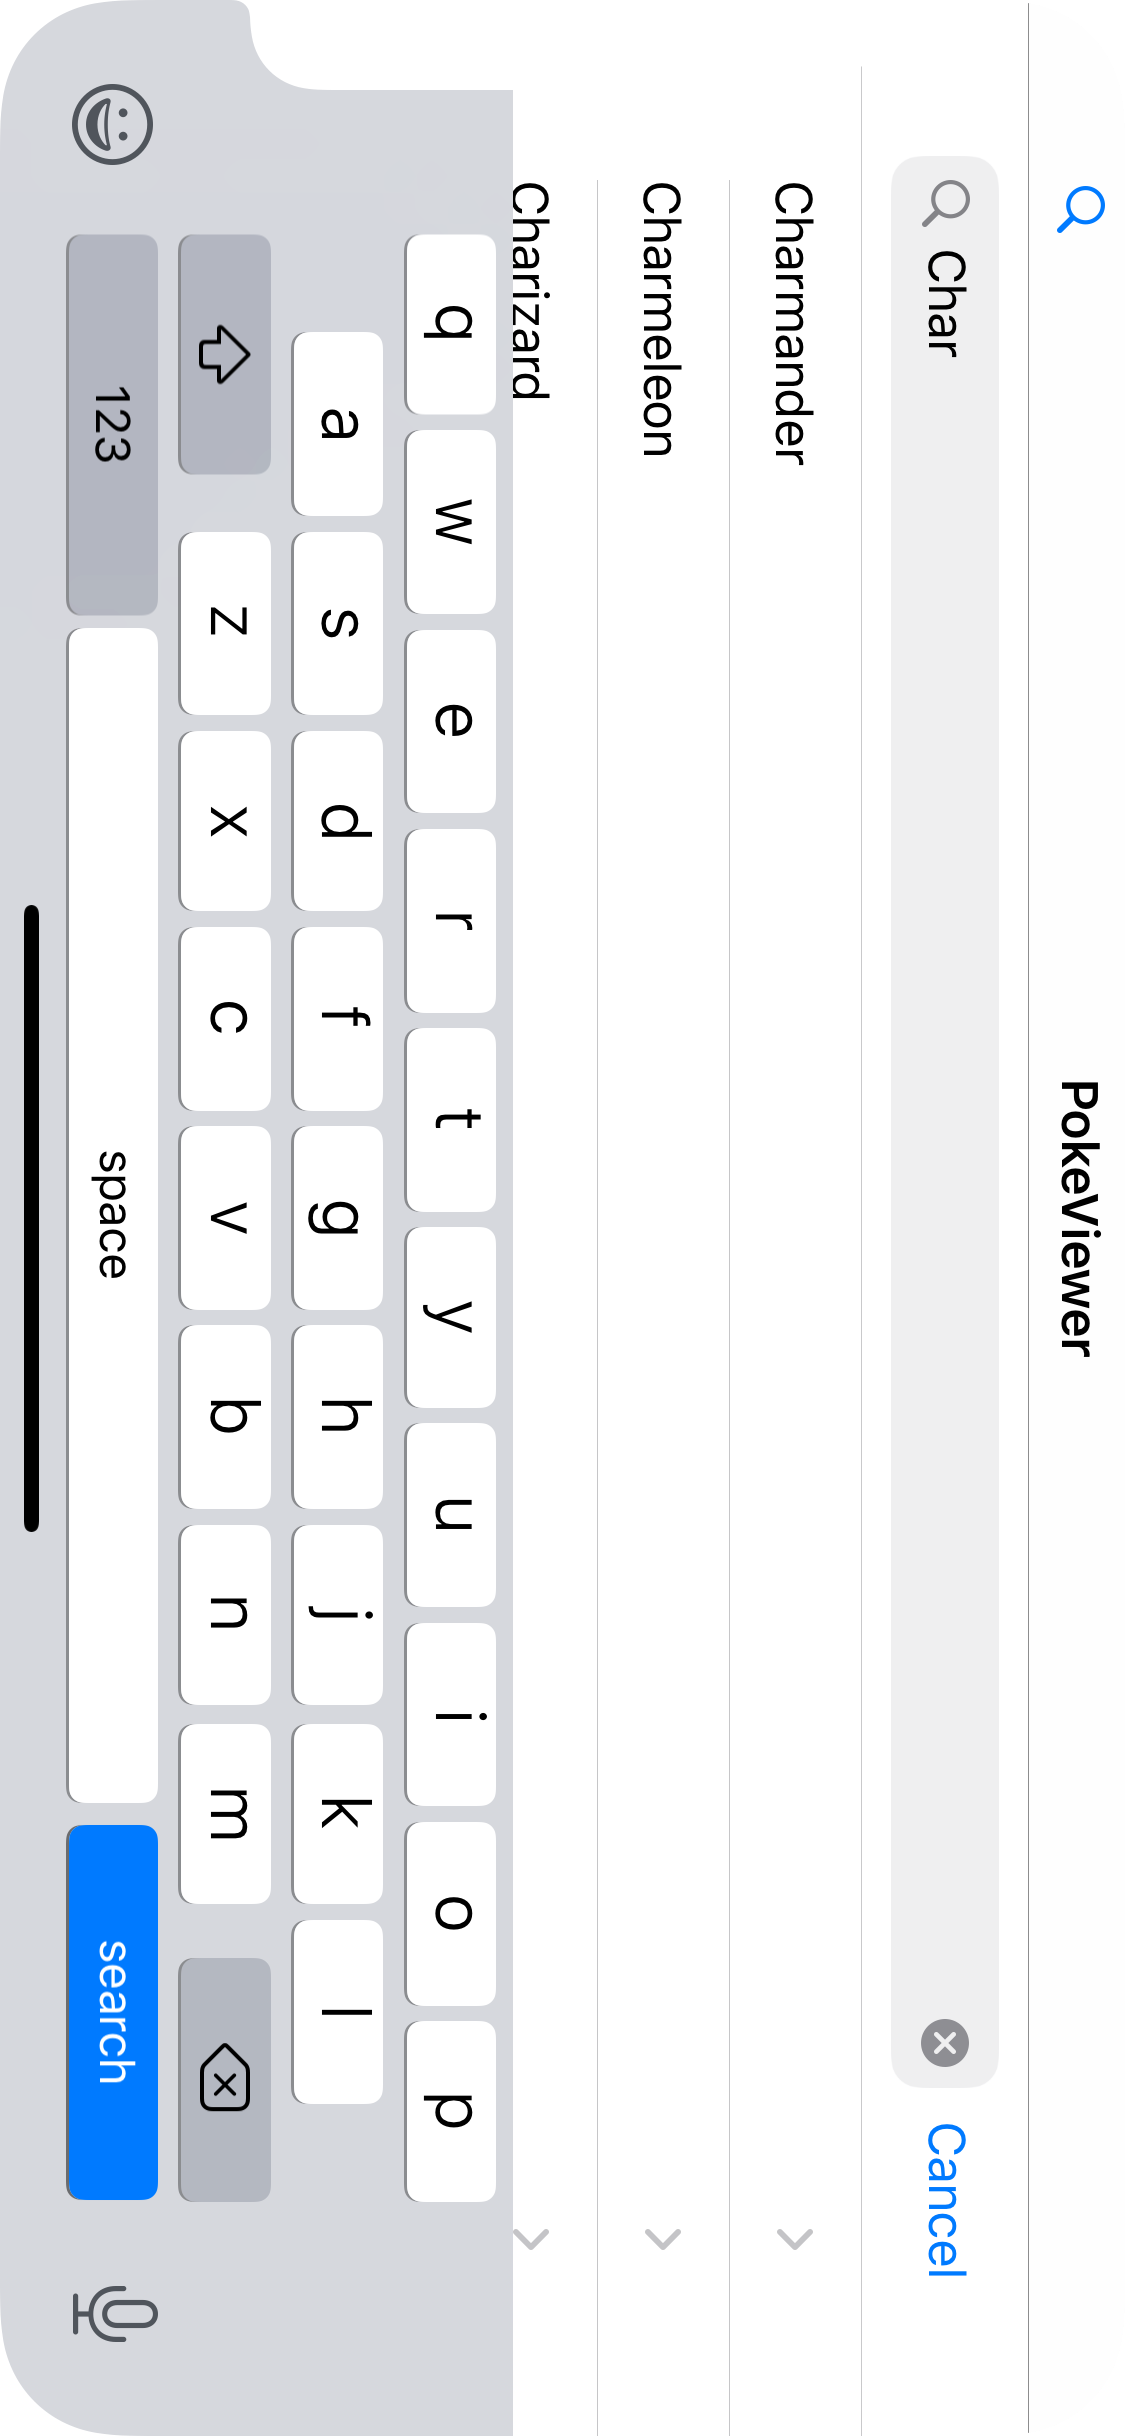 PokeViewer
Char
Cancel
Charmander
Charmeleon
Charizard
q w e r t y u i o p
a s d f g h j k l
z x c v b n m
123 space search